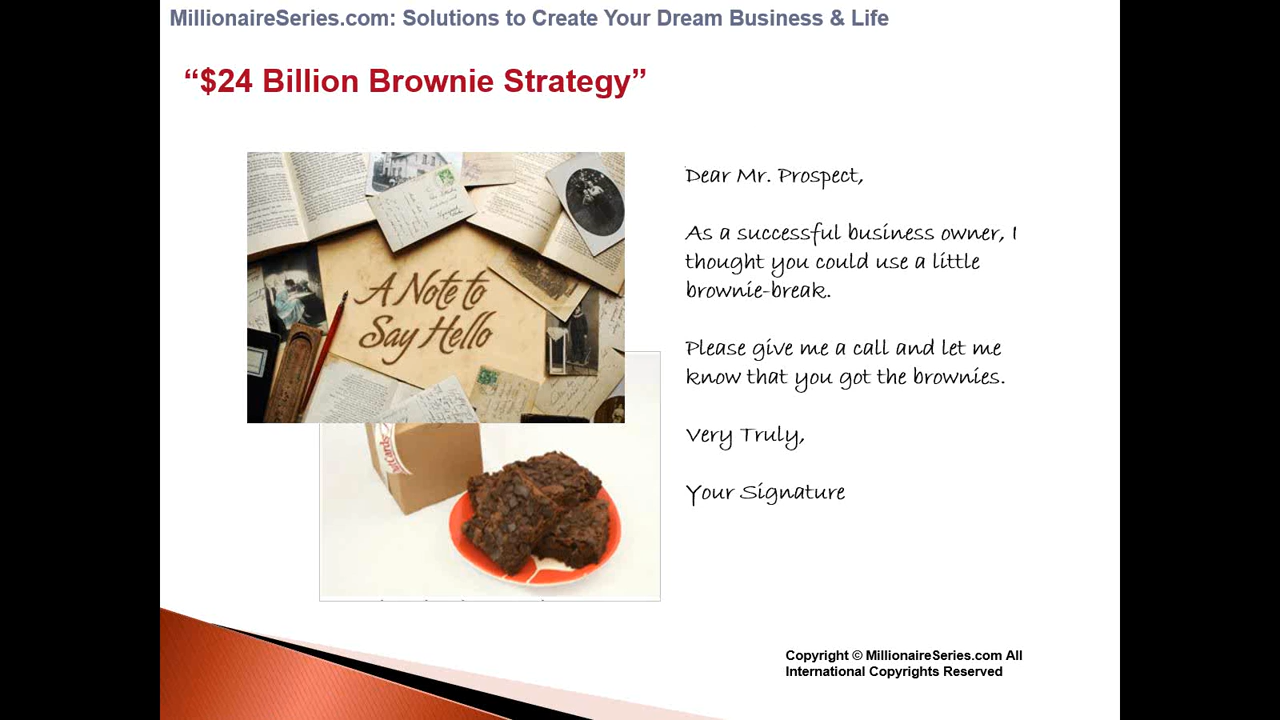 MillionaireSeries.com: Solutions to Create Your Dream Business & Life
“$24 Billion Brownie Strategy”
A Note to
Say Hello
Dear Mr. Prospect,
As a successful business owner, I
thought you could use a little
brownie-break.
Please give me a call and let me
know that you got the brownies.
Very Truly,
Your Signature
Copyright © MillionaireSeries.com All
International Copyrights Reserved